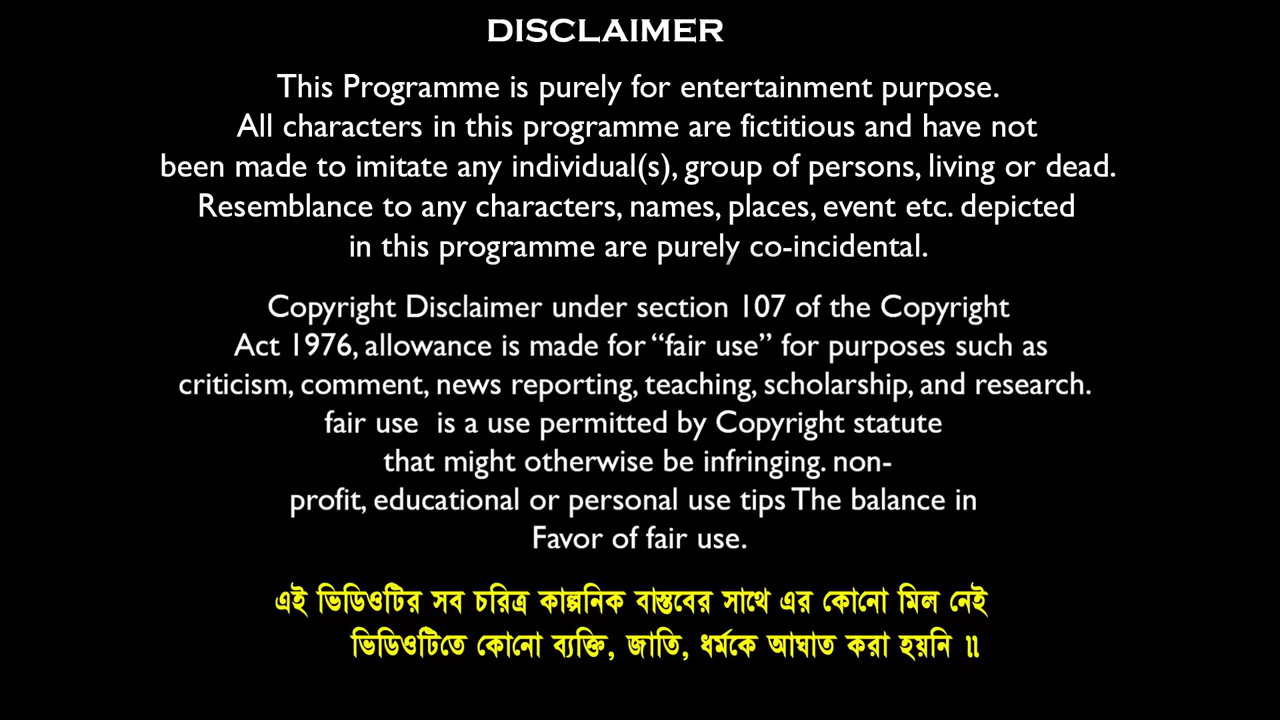 DISCLAIMER
This Programme is purely for entertainment purpose.
All characters in this programme are fictitious and have not
been made to imitate any individual(s), group of persons, living or dead.
Resemblance to any characters, names, places, event etc. depicted
in this programme are purely co-incidental.
Copyright Disclaimer under section 107 of the Copyright
Act 1976, allowance is made for “fair use” for purposes such as
criticism, comment, news reporting, teaching, scholarship, and research.
fair use is a use permitted by Copyright statute
that might otherwise be infringing. non-
profit, educational or personal use tips The balance in
Favor of fair use.
এই ভিডিওটির সব চরিত্র কাল্পনিক বাস্তবের সাথে এর কোনো মিল নেই
ভিডিওটিতে কোনো ব্যক্তি, জাতি, ধর্মকে আঘাত করা হয়নি ॥